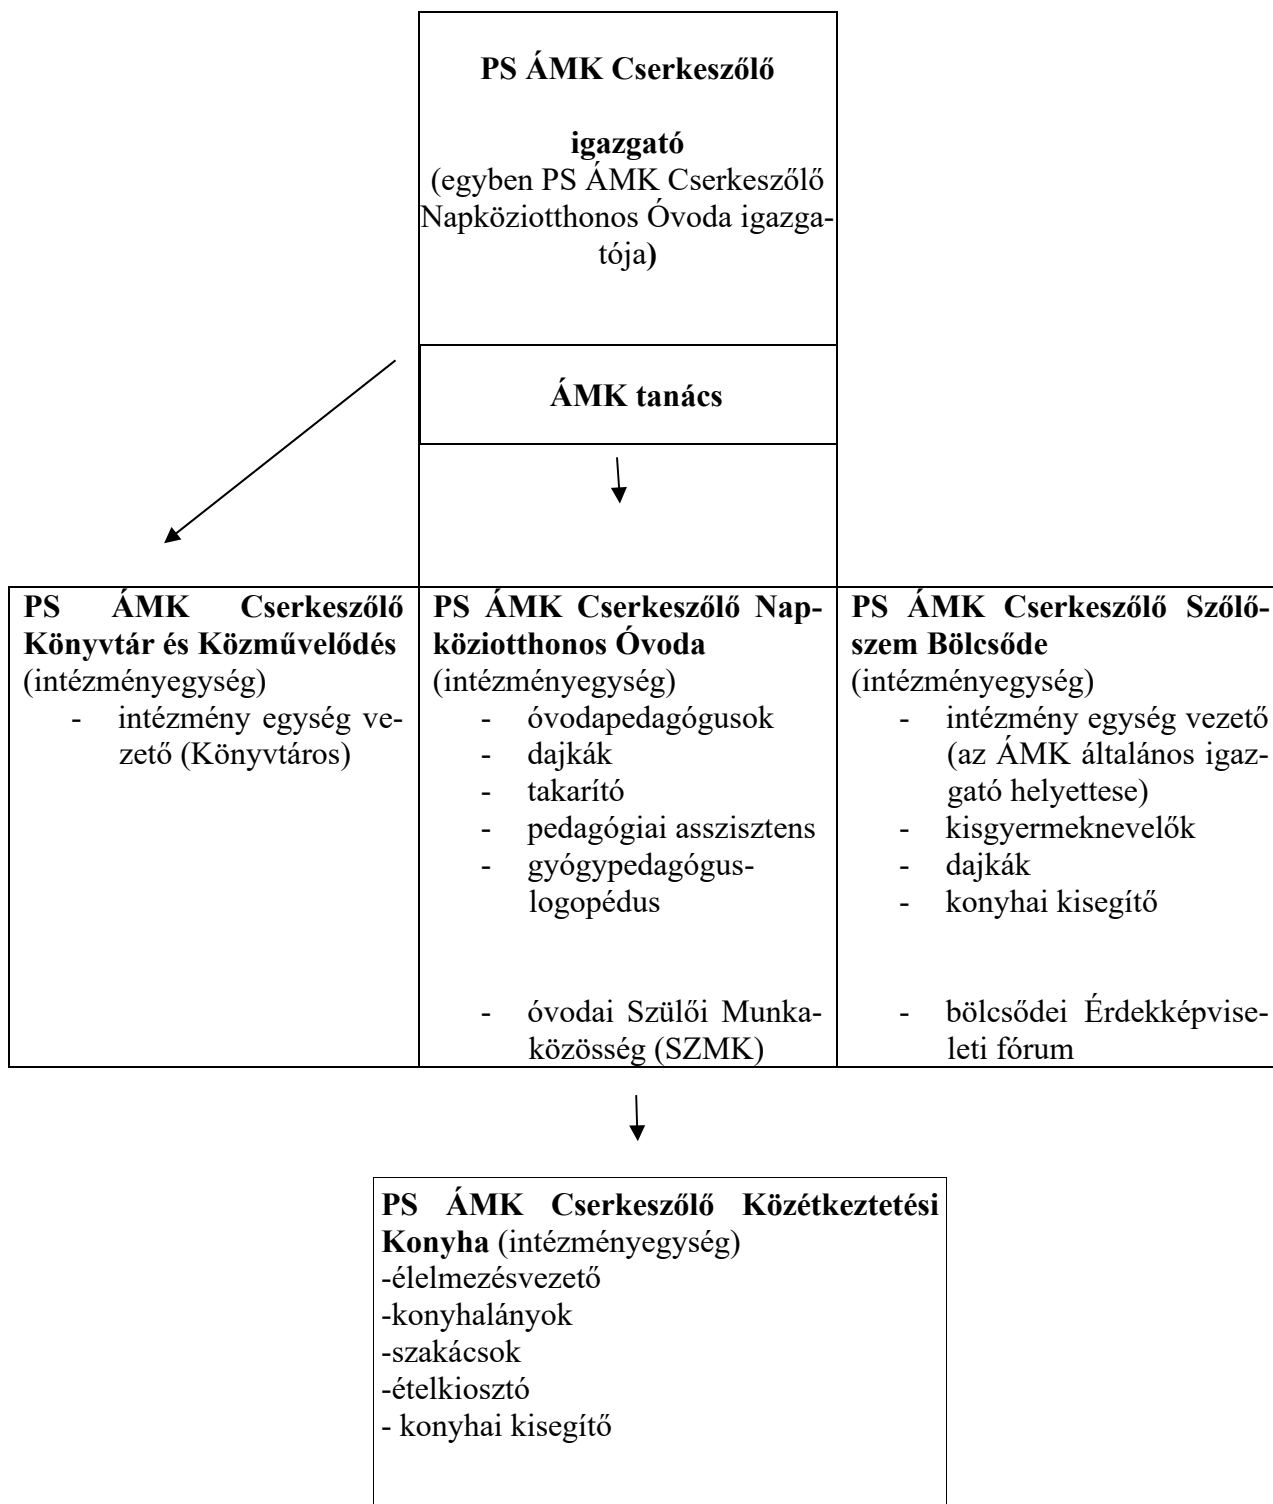 PS ÁMK Cserkeszőlő
igazgató
(egyben PS ÁMK Cserkeszőlő
Napköziotthonos Óvoda igazga-
tója)
ÁMK tanács
PS ÁMK Cserkeszőlő
Könyvtár és Közművelődés
(intézményegység)
- intézmény egység ve-
zető (Könyvtáros)
PS ÁMK Cserkeszőlő Nap-
köziotthonos Óvoda
(intézményegység)
- óvodapedagógusok
- dajkák
- takarító
- pedagógiai asszisztens
- gyógypedagógus-
logopédus
- óvodai Szülői Munka-
közösség (SZMK)
PS ÁMK Cserkeszőlő Szőlő-
szem Bölcsőde
(intézményegység)
- intézmény egység vezető
(az ÁMK általános igaz-
gató helyettese)
- kisgyermeknevelők
- dajkák
- konyhai kisegítő
- bölcsődei Érdekképvise-
leti fórum
PS ÁMK Cserkeszőlő Közétkeztetési
Konyha (intézményegység)
-élelmezésvezető
-konyhalányok
-szakácsok
-ételkiosztó
- konyhai kisegítő